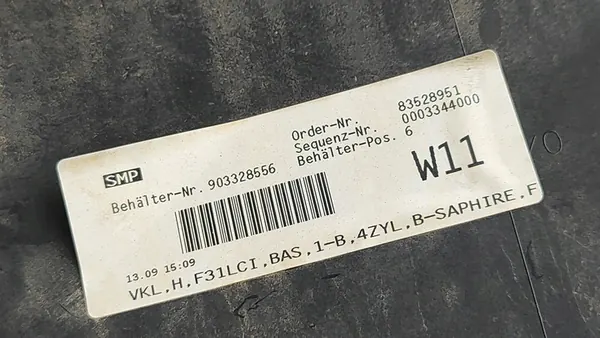 SMP
Order-Nr. 83528951
Sequenz-Nr. 0003344000
Behälter-Nr. 903328556 Behälter-Pos. 6
W11
13.09 15:09
VKL,H,F31LCI,BAS,1-B,4ZYL,B-SAPHIRE,F